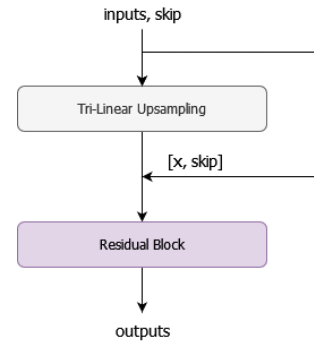 inputs, skip
Tri-Linear Upsampling
[x, skip]
Residual Block
outputs